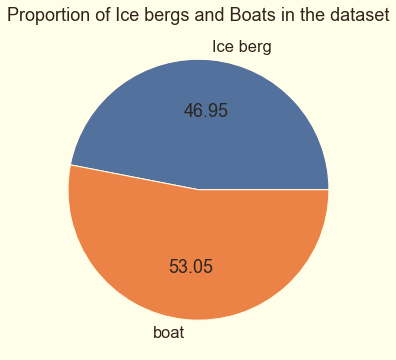 Proportion of Ice bergs and Boats in the dataset
Ice berg
46.95
53.05
boat